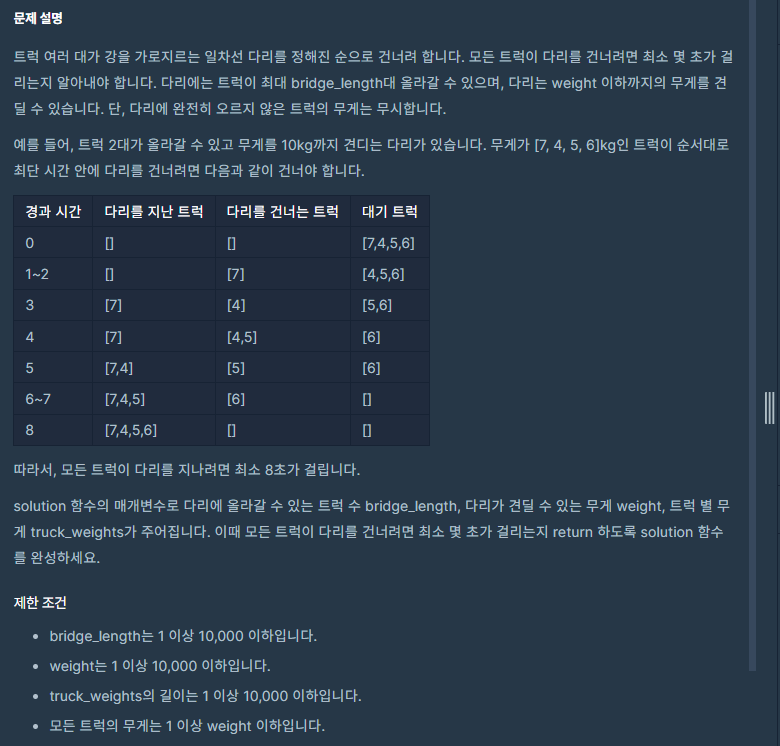 문제 설명
트럭 여러 대가 강을 가로지르는 일차선 다리를 정해진 순으로 건너려 합니다. 모든 트럭이 다리를 건너려면 최소 몇 초가 걸
리는지 알아내야 합니다. 다리에는 트럭이 최대 bridge_length대 올라갈 수 있으며, 다리는 weight 이하까지의 무게를 견
딜 수 있습니다. 단, 다리에 완전히 오르지 않은 트럭의 무게는 무시합니다.
예를 들어, 트럭 2대가 올라갈 수 있고 무게를 10kg까지 견디는 다리가 있습니다. 무게가 [7, 4, 5, 6]kg인 트럭이 순서대로
최단 시간 안에 다리를 건너려면 다음과 같이 건너야 합니다.
경과 시간 다리를 지난 트럭 다리를 건너는 트럭 대기 트럭
0 [] [] [7,4,5,6]
1~2 [] [7] [4,5,6]
3 [7] [4] [5,6]
4 [7] [4,5] [6]
5 [7,4] [5] [6]
6~7 [7,4,5] [6] []
8 [7,4,5,6] [] []
따라서, 모든 트럭이 다리를 지나려면 최소 8초가 걸립니다.
solution 함수의 매개변수로 다리에 올라갈 수 있는 트럭 수 bridge_length, 다리가 견딜 수 있는 무게 weight, 트럭 별 무
게 truck_weights가 주어집니다. 이때 모든 트럭이 다리를 건너려면 최소 몇 초가 걸리는지 return 하도록 solution 함수
를 완성하세요.
제한 조건
• bridge_length는 1 이상 10,000 이하입니다.
• weight는 1 이상 10,000 이하입니다.
• truck_weights의 길이는 1 이상 10,000 이하입니다.
• 모든 트럭의 무게는 1 이상 weight 이하입니다.